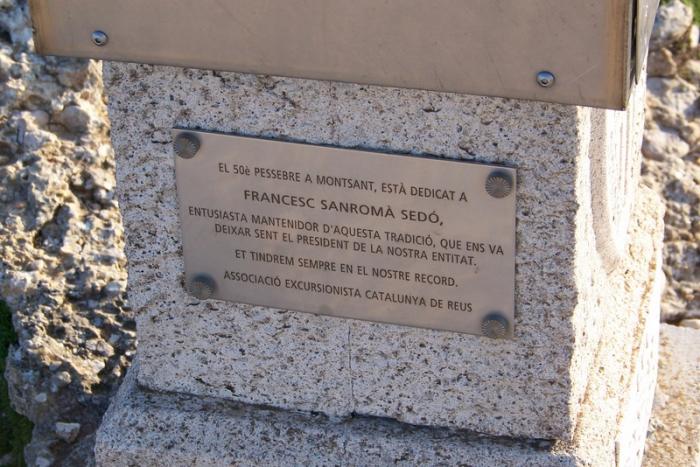 EL 50è PESSEBRE A MONTSANT, ESTÀ DEDICAT A
FRANCESC SANROMÀ SEDÓ,
ENTUSIASTA MANTENIDOR D'AQUESTA TRADICIÓ, QUE ENS VA
DEIXAR SENT EL PRESIDENT DE LA NOSTRA ENTITAT.
ET TINDREM SEMPRE EN EL NOSTRE RECORD.
ASSOCIACIÓ EXCURSIONISTA CATALUNYA DE REUS